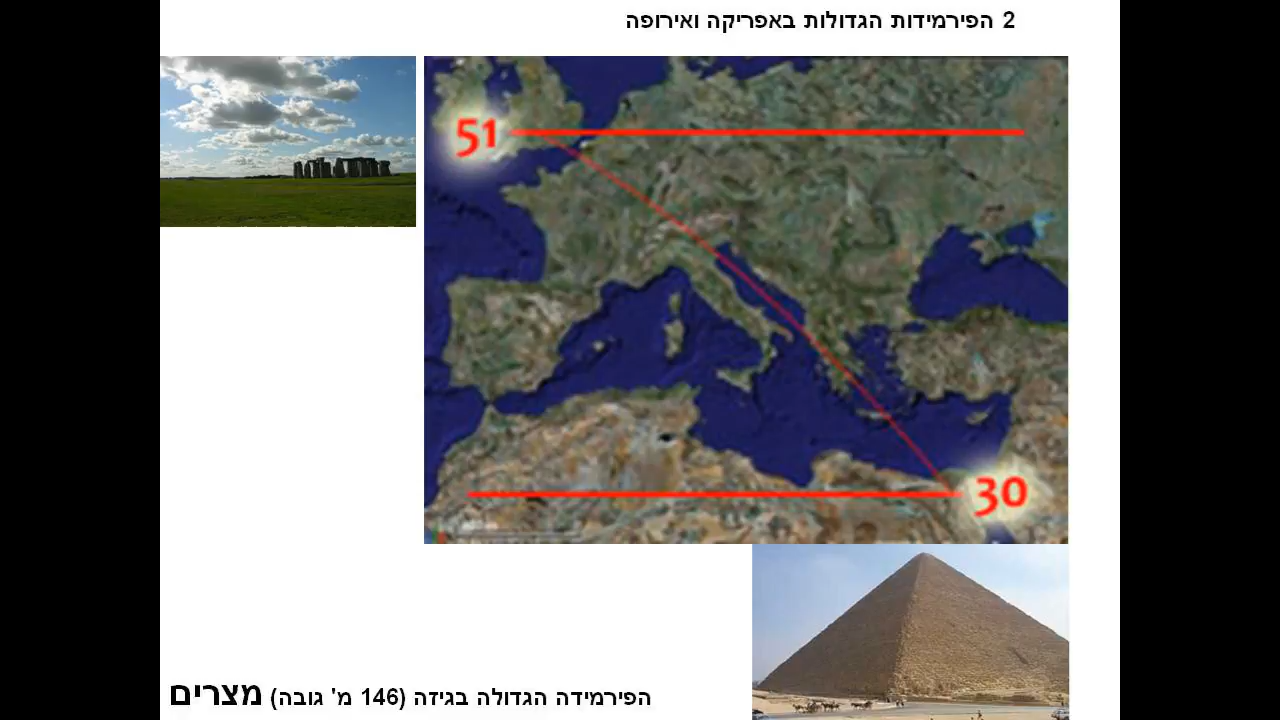 2 הפירמידות הגדולות באפריקה ואירופה
51
30
הפירמידה הגדולה בגיזה (146 מ' גובה) מצרים